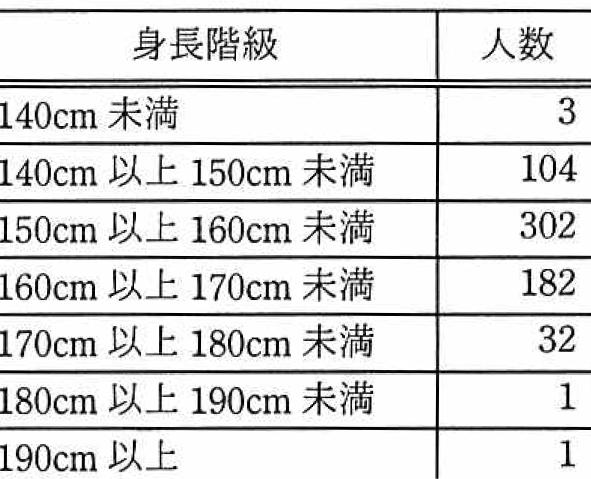 身長階級 人数
140cm 未満 3
140cm 以上 150cm 未満 104
150cm 以上 160cm 未満 302
160cm 以上 170cm 未満 182
170cm 以上 180cm 未満 32
180cm 以上 190cm 未満 1
190cm 以上 1